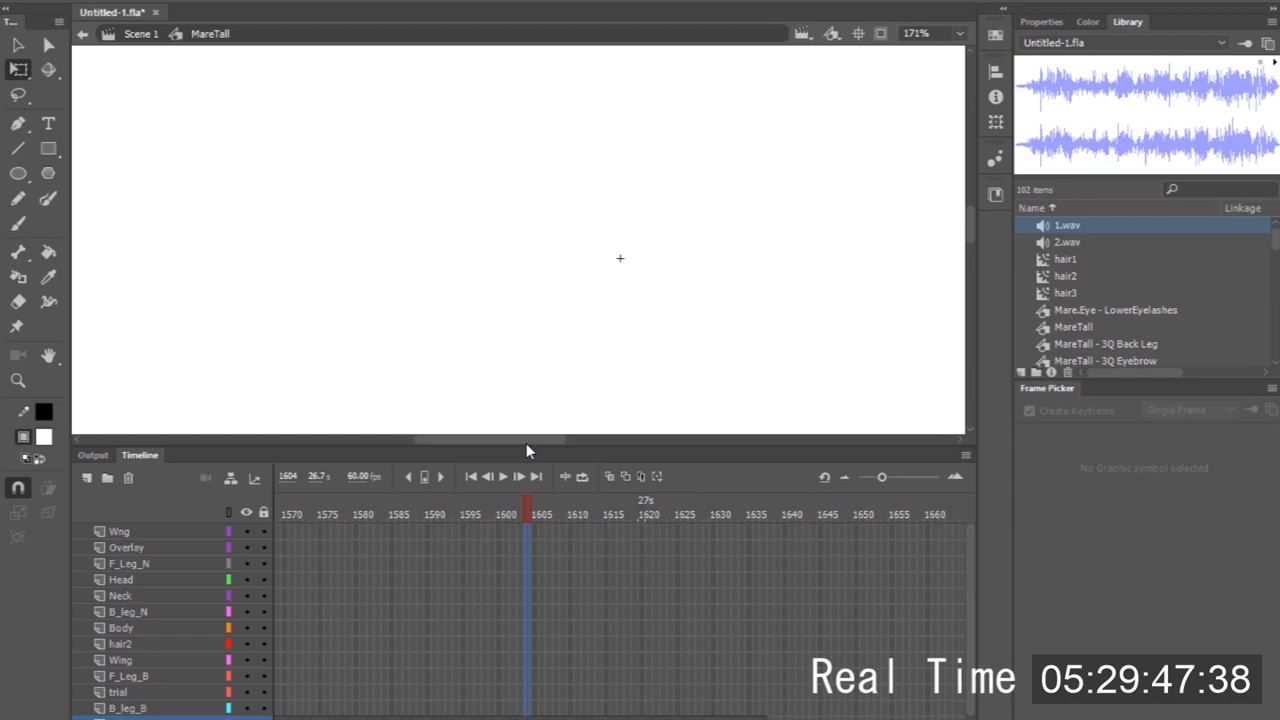 Untitled-1.fla*
T...
Scene 1 MareTall 171%
Properties Color Library
Untitled-1.fla
102 items
Name Linkage
1.wav
2.wav
hair1
hair2
hair3
Mare.Eye - LowerEyelashes
MareTall
MareTall - 3Q Back Leg
MareTall - 3Q Eyebrow
Frame Picker
Create Keyframe Single Frame
No Graphic symbol selected
Output Timeline
1604 26.7 s 60.00 fps
27s
1570 1575 1580 1585 1590 1595 1600 1605 1610 1615 1620 1625 1630 1635 1640 1645 1650 1655 1660
Wng
Overlay
F_Leg_N
Head
Neck
B_leg_N
Body
hair2
Wing
F_Leg_B
trial
B_leg_B
Real Time 05:29:47:38